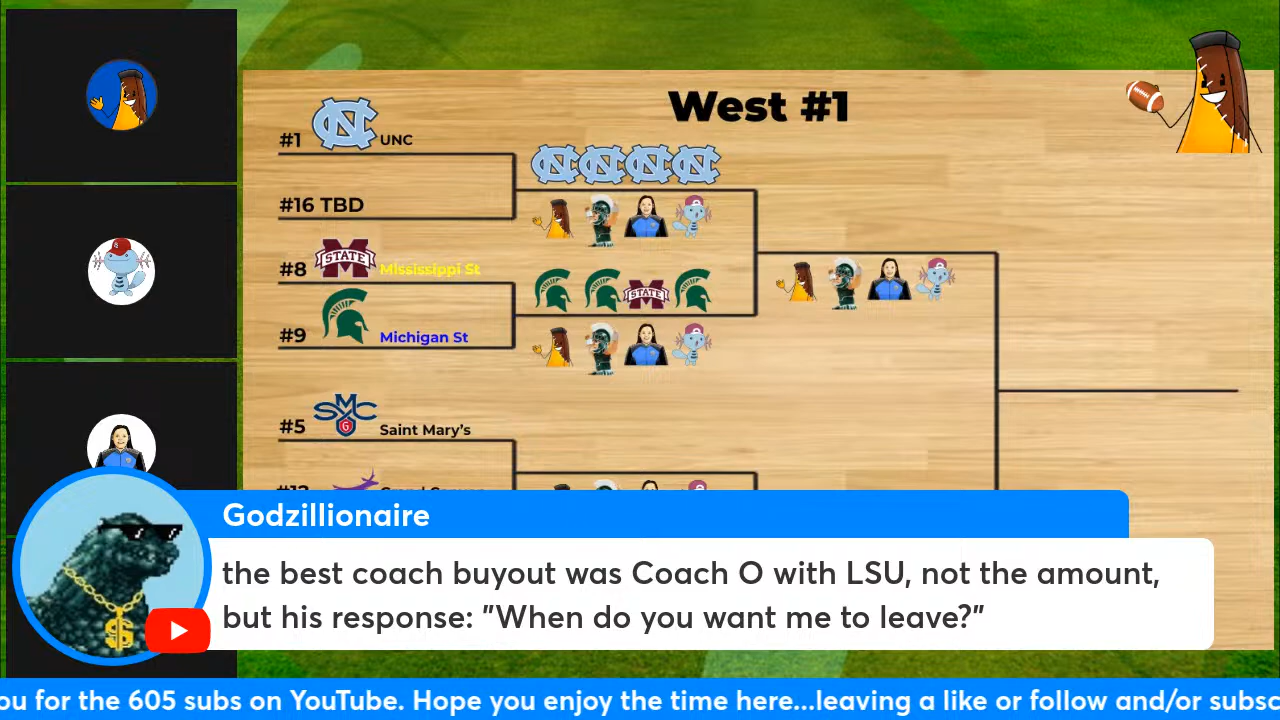 West #1
#1 UNC
#16 TBD
#8 STATE Mississippi St
STATE
#9 Michigan St
#5 SMC G Saint Mary's
Godzillionaire
the best coach buyout was Coach O with LSU, not the amount,
but his response: "When do you want me to leave?"
ou for the 605 subs on YouTube. Hope you enjoy the time here...leaving a like or follow and/or subsc